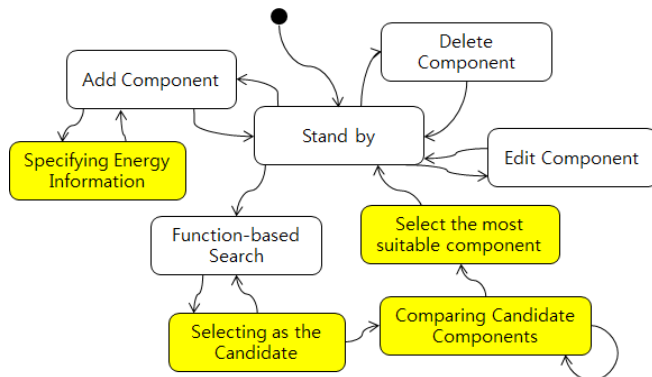 Delete
Component
Add Component
Stand by
Specifying Energy
Information
Edit Component
Function-based
Search
Select the most
suitable component
Selecting as the
Candidate
Comparing Candidate
Components